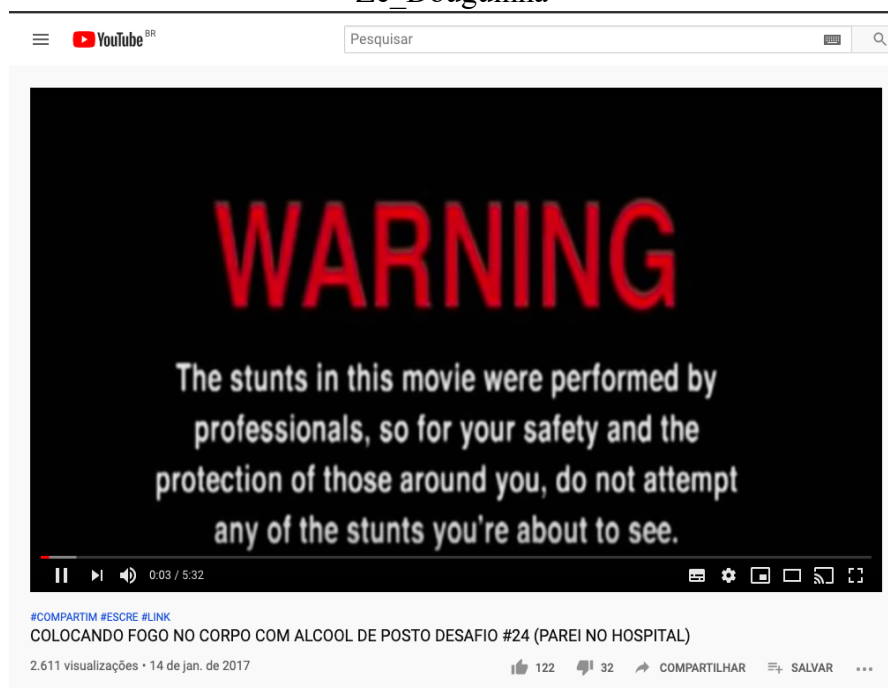 Zé_Douguinha
YouTube BR
Pesquisar
WARNING
The stunts in this movie were performed by
professionals, so for your safety and the
protection of those around you, do not attempt
any of the stunts you're about to see.
0:03 / 5:32
#COMPARTIM #ESCRE #LINK
COLOCANDO FOGO NO CORPO COM ALCOOL DE POSTO DESAFIO #24 (PAREI NO HOSPITAL)
2.611 visualizações • 14 de jan. de 2017
122 32 COMPARTILHAR SALVAR